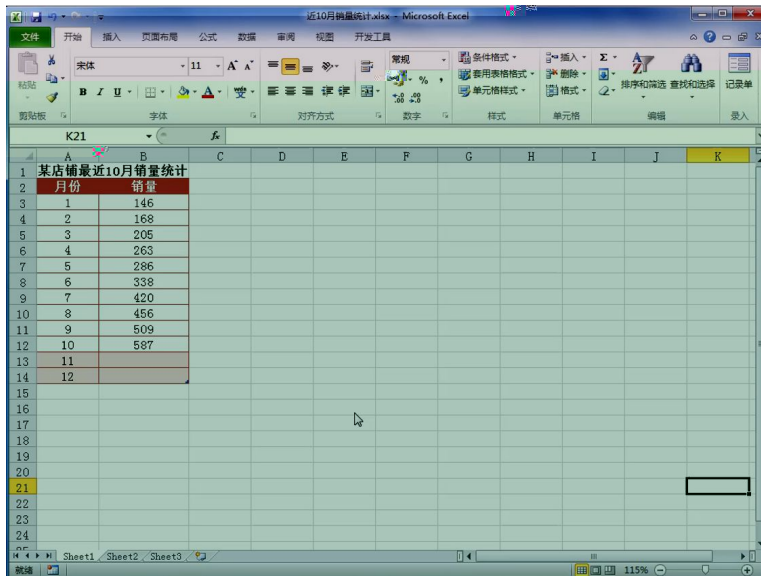 近10月销量统计.xlsx - Microsoft Excel
文件 开始 插入 页面布局 公式 数据 审阅 视图 开发工具
粘贴 宋体 11 A A 常规 条件格式 插入 Σ
B I U A 变 % , 套用表格格式 删除 排序和筛选 查找和选择 记录单
.00 .00 单元格样式 格式
剪贴板 字体 对齐方式 数字 样式 单元格 编辑 录入
K21 fx
A B C D E F G H I J K
1 某店铺最近10月销量统计
2 月份 销量
3 1 146
4 2 168
5 3 205
6 4 263
7 5 286
8 6 338
9 7 420
10 8 456
11 9 509
12 10 587
13 11
14 12
15
16
17
18
19
20
21
22
23
24
Sheet1 Sheet2 Sheet3
就绪 115%